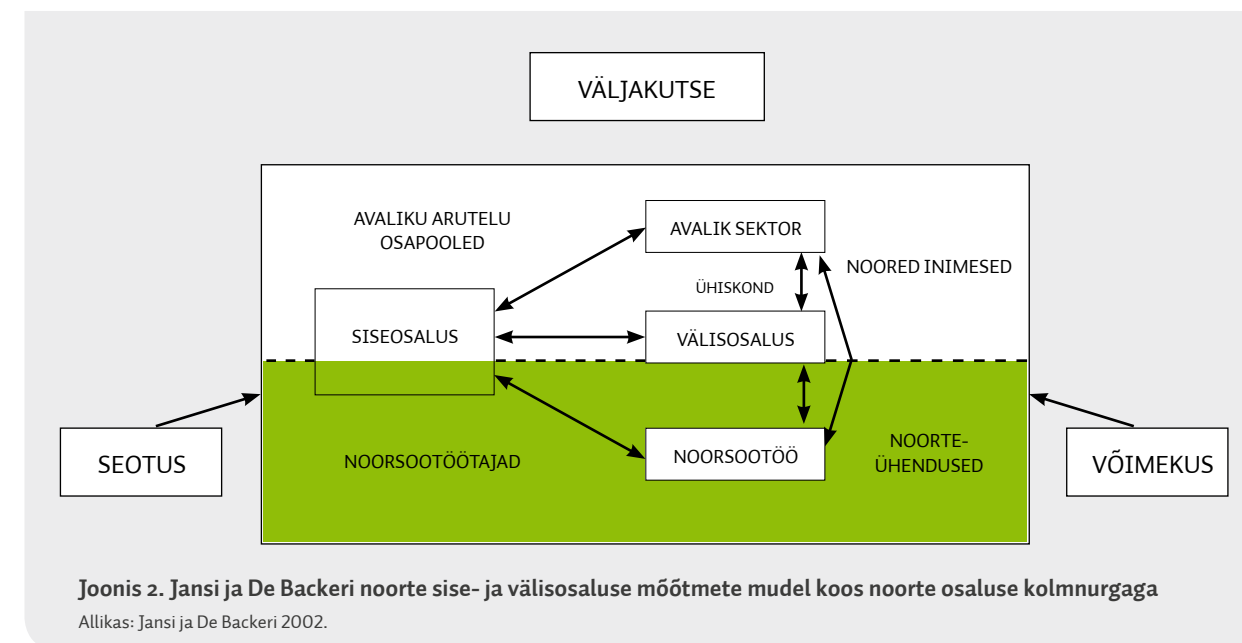 VÄLJAKUTSE
AVALIKU ARUTELU
OSAPOOLED
AVALIK SEKTOR
NOORED INIMESED
ÜHISKOND
SISEOSALUS
VÄLISOSALUS
SEOTUS
NOORSOOTÖÖTAJAD
NOORSOOTÖÖ
NOORTE-
ÜHENDUSED
VÕIMEKUS
Joonis 2. Jansi ja De Backeri noorte sise- ja välisosaluse mõõtmete mudel koos noorte osaluse kolmnurgaga
Allikas: Jansi ja De Backeri 2002.